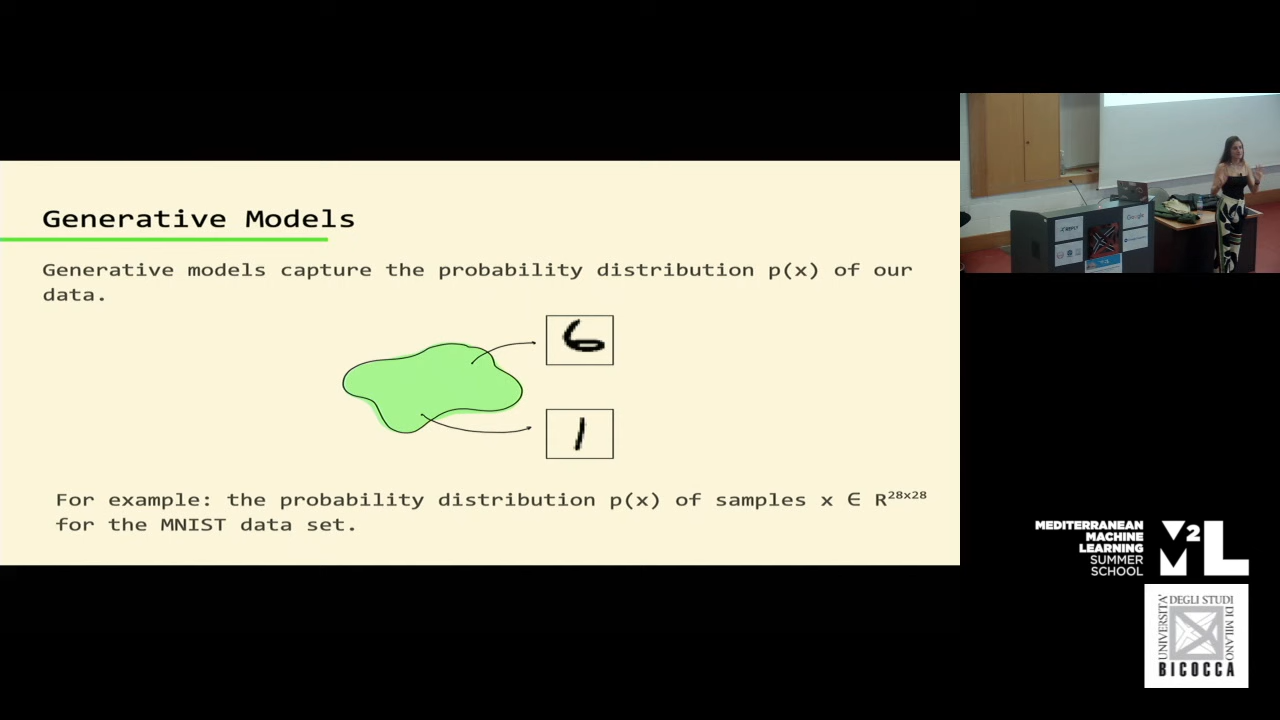 Generative Models
Generative models capture the probability distribution p(x) of our
data.
6
1
For example: the probability distribution p(x) of samples x ∈ R²⁸ˣ²⁸
for the MNIST data set.
REPLY
Google
MEDITERRANEAN
MACHINE
LEARNING
SUMMER
SCHOOL
M²L
UNIVERSITÀ
DEGLI STUDI
DI MILANO
BICOCCA